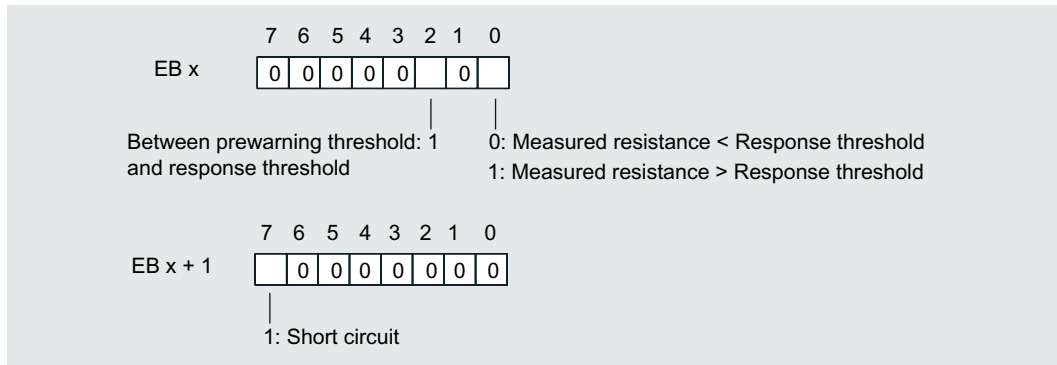 7 6 5 4 3 2 1 0
EB x 0 0 0 0 0 0
Between prewarning threshold: 1
and response threshold
0: Measured resistance < Response threshold
1: Measured resistance > Response threshold
7 6 5 4 3 2 1 0
EB x + 1 0 0 0 0 0 0 0
1: Short circuit